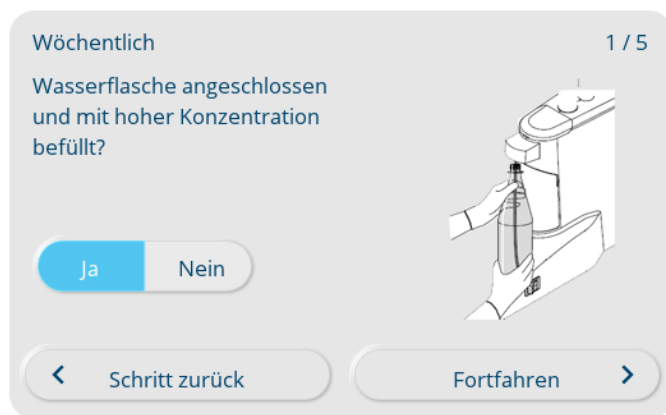 Wöchentlich
1 / 5
Wasserflasche angeschlossen
und mit hoher Konzentration
befüllt?
Ja
Nein
Schritt zurück
Fortfahren